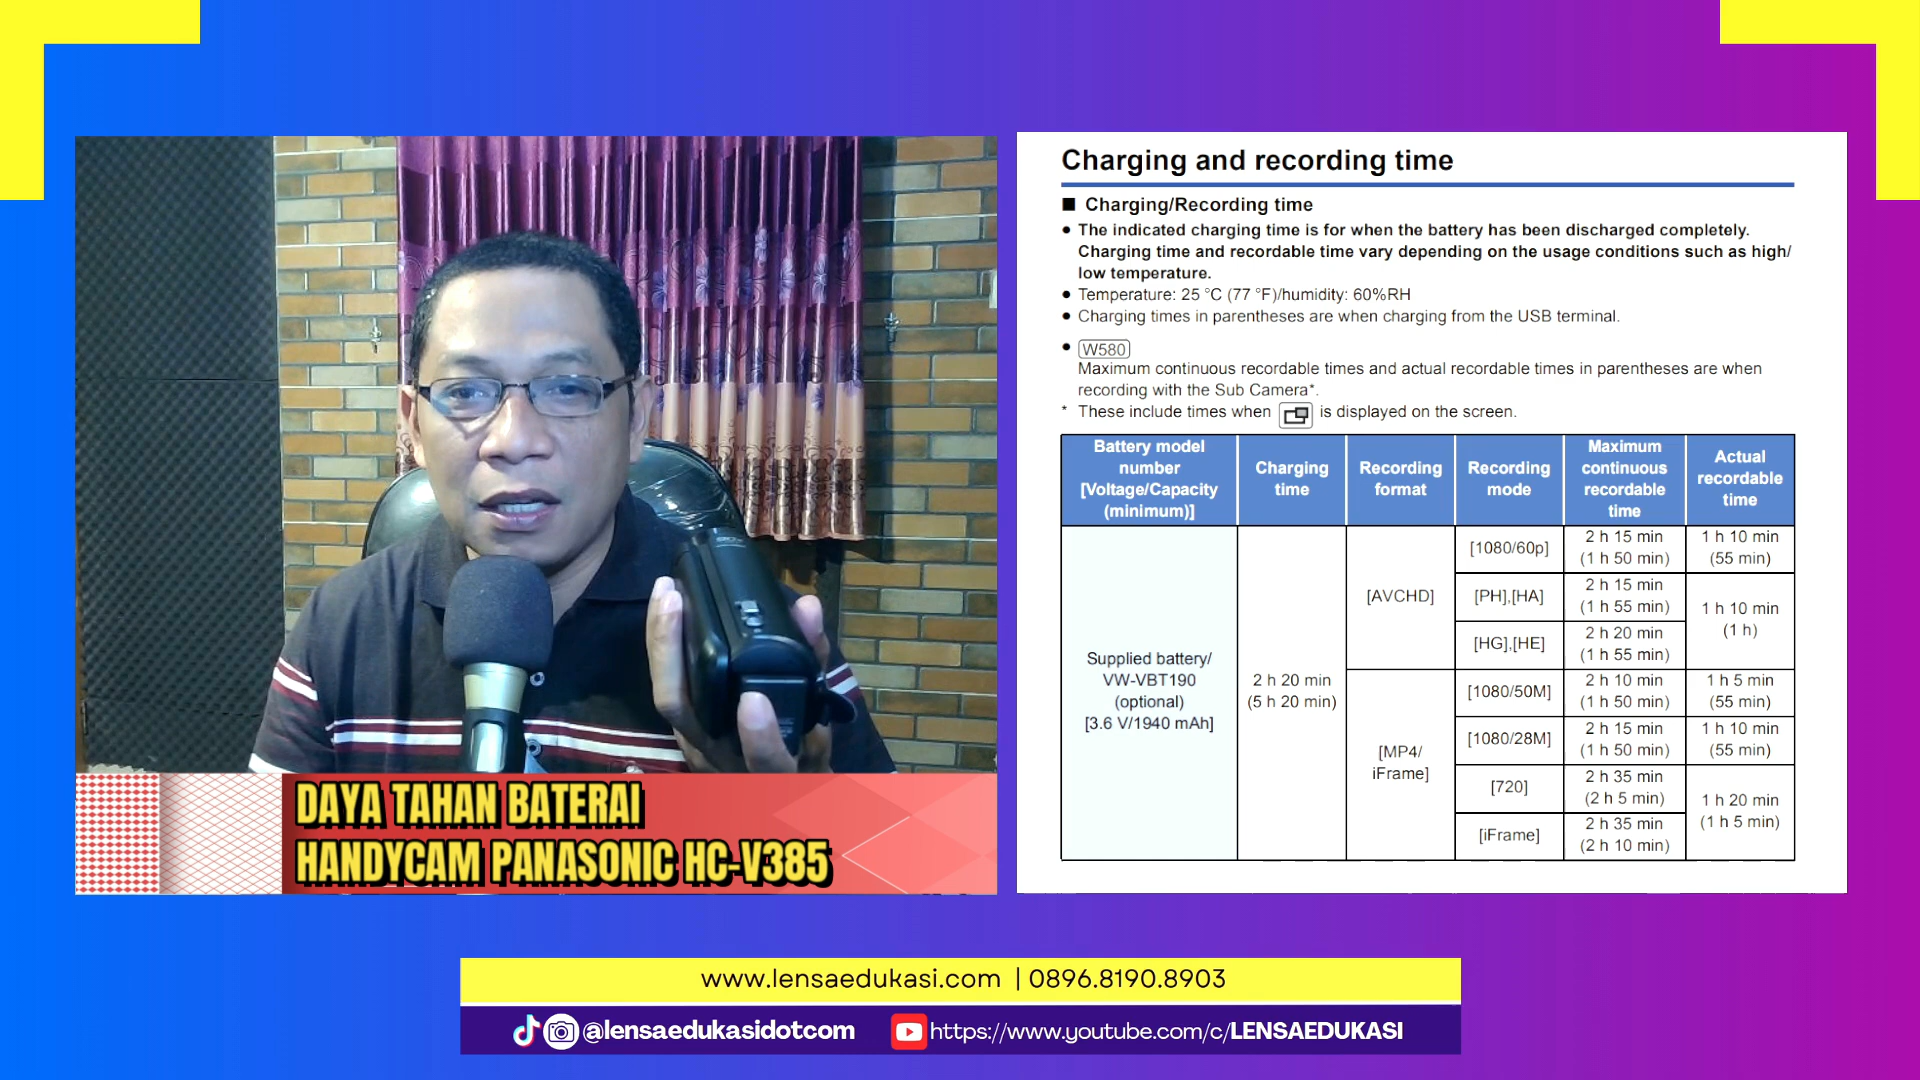 DAYA TAHAN BATERAI
HANDYCAM PANASONIC HC-V385
Charging and recording time
■ Charging/Recording time
● The indicated charging time is for when the battery has been discharged completely.
Charging time and recordable time vary depending on the usage conditions such as high/
low temperature.
● Temperature: 25 °C (77 °F)/humidity: 60%RH
● Charging times in parentheses are when charging from the USB terminal.
● W580
Maximum continuous recordable times and actual recordable times in parentheses are when
recording with the Sub Camera*.
* These include times when is displayed on the screen.
Battery model
number
[Voltage/Capacity
(minimum)]
Charging
time
Recording
format
Recording
mode
Maximum
continuous
recordable
time
Actual
recordable
time
Supplied battery/
VW-VBT190
(optional)
[3.6 V/1940 mAh]
2 h 20 min
(5 h 20 min)
[AVCHD]
[1080/60p]
2 h 15 min
(1 h 50 min)
1 h 10 min
(55 min)
[PH],[HA]
2 h 15 min
(1 h 55 min)
1 h 10 min
(1 h)
[HG],[HE]
2 h 20 min
(1 h 55 min)
[MP4/
iFrame]
[1080/50M]
2 h 10 min
(1 h 50 min)
1 h 5 min
(55 min)
[1080/28M]
2 h 15 min
(1 h 50 min)
1 h 10 min
(55 min)
[720]
2 h 35 min
(2 h 5 min)
1 h 20 min
(1 h 5 min)
[iFrame]
2 h 35 min
(2 h 10 min)
www.lensaedukasi.com | 0896.8190.8903
@lensaedukasidotcom https://www.youtube.com/c/LENSAEDUKASI